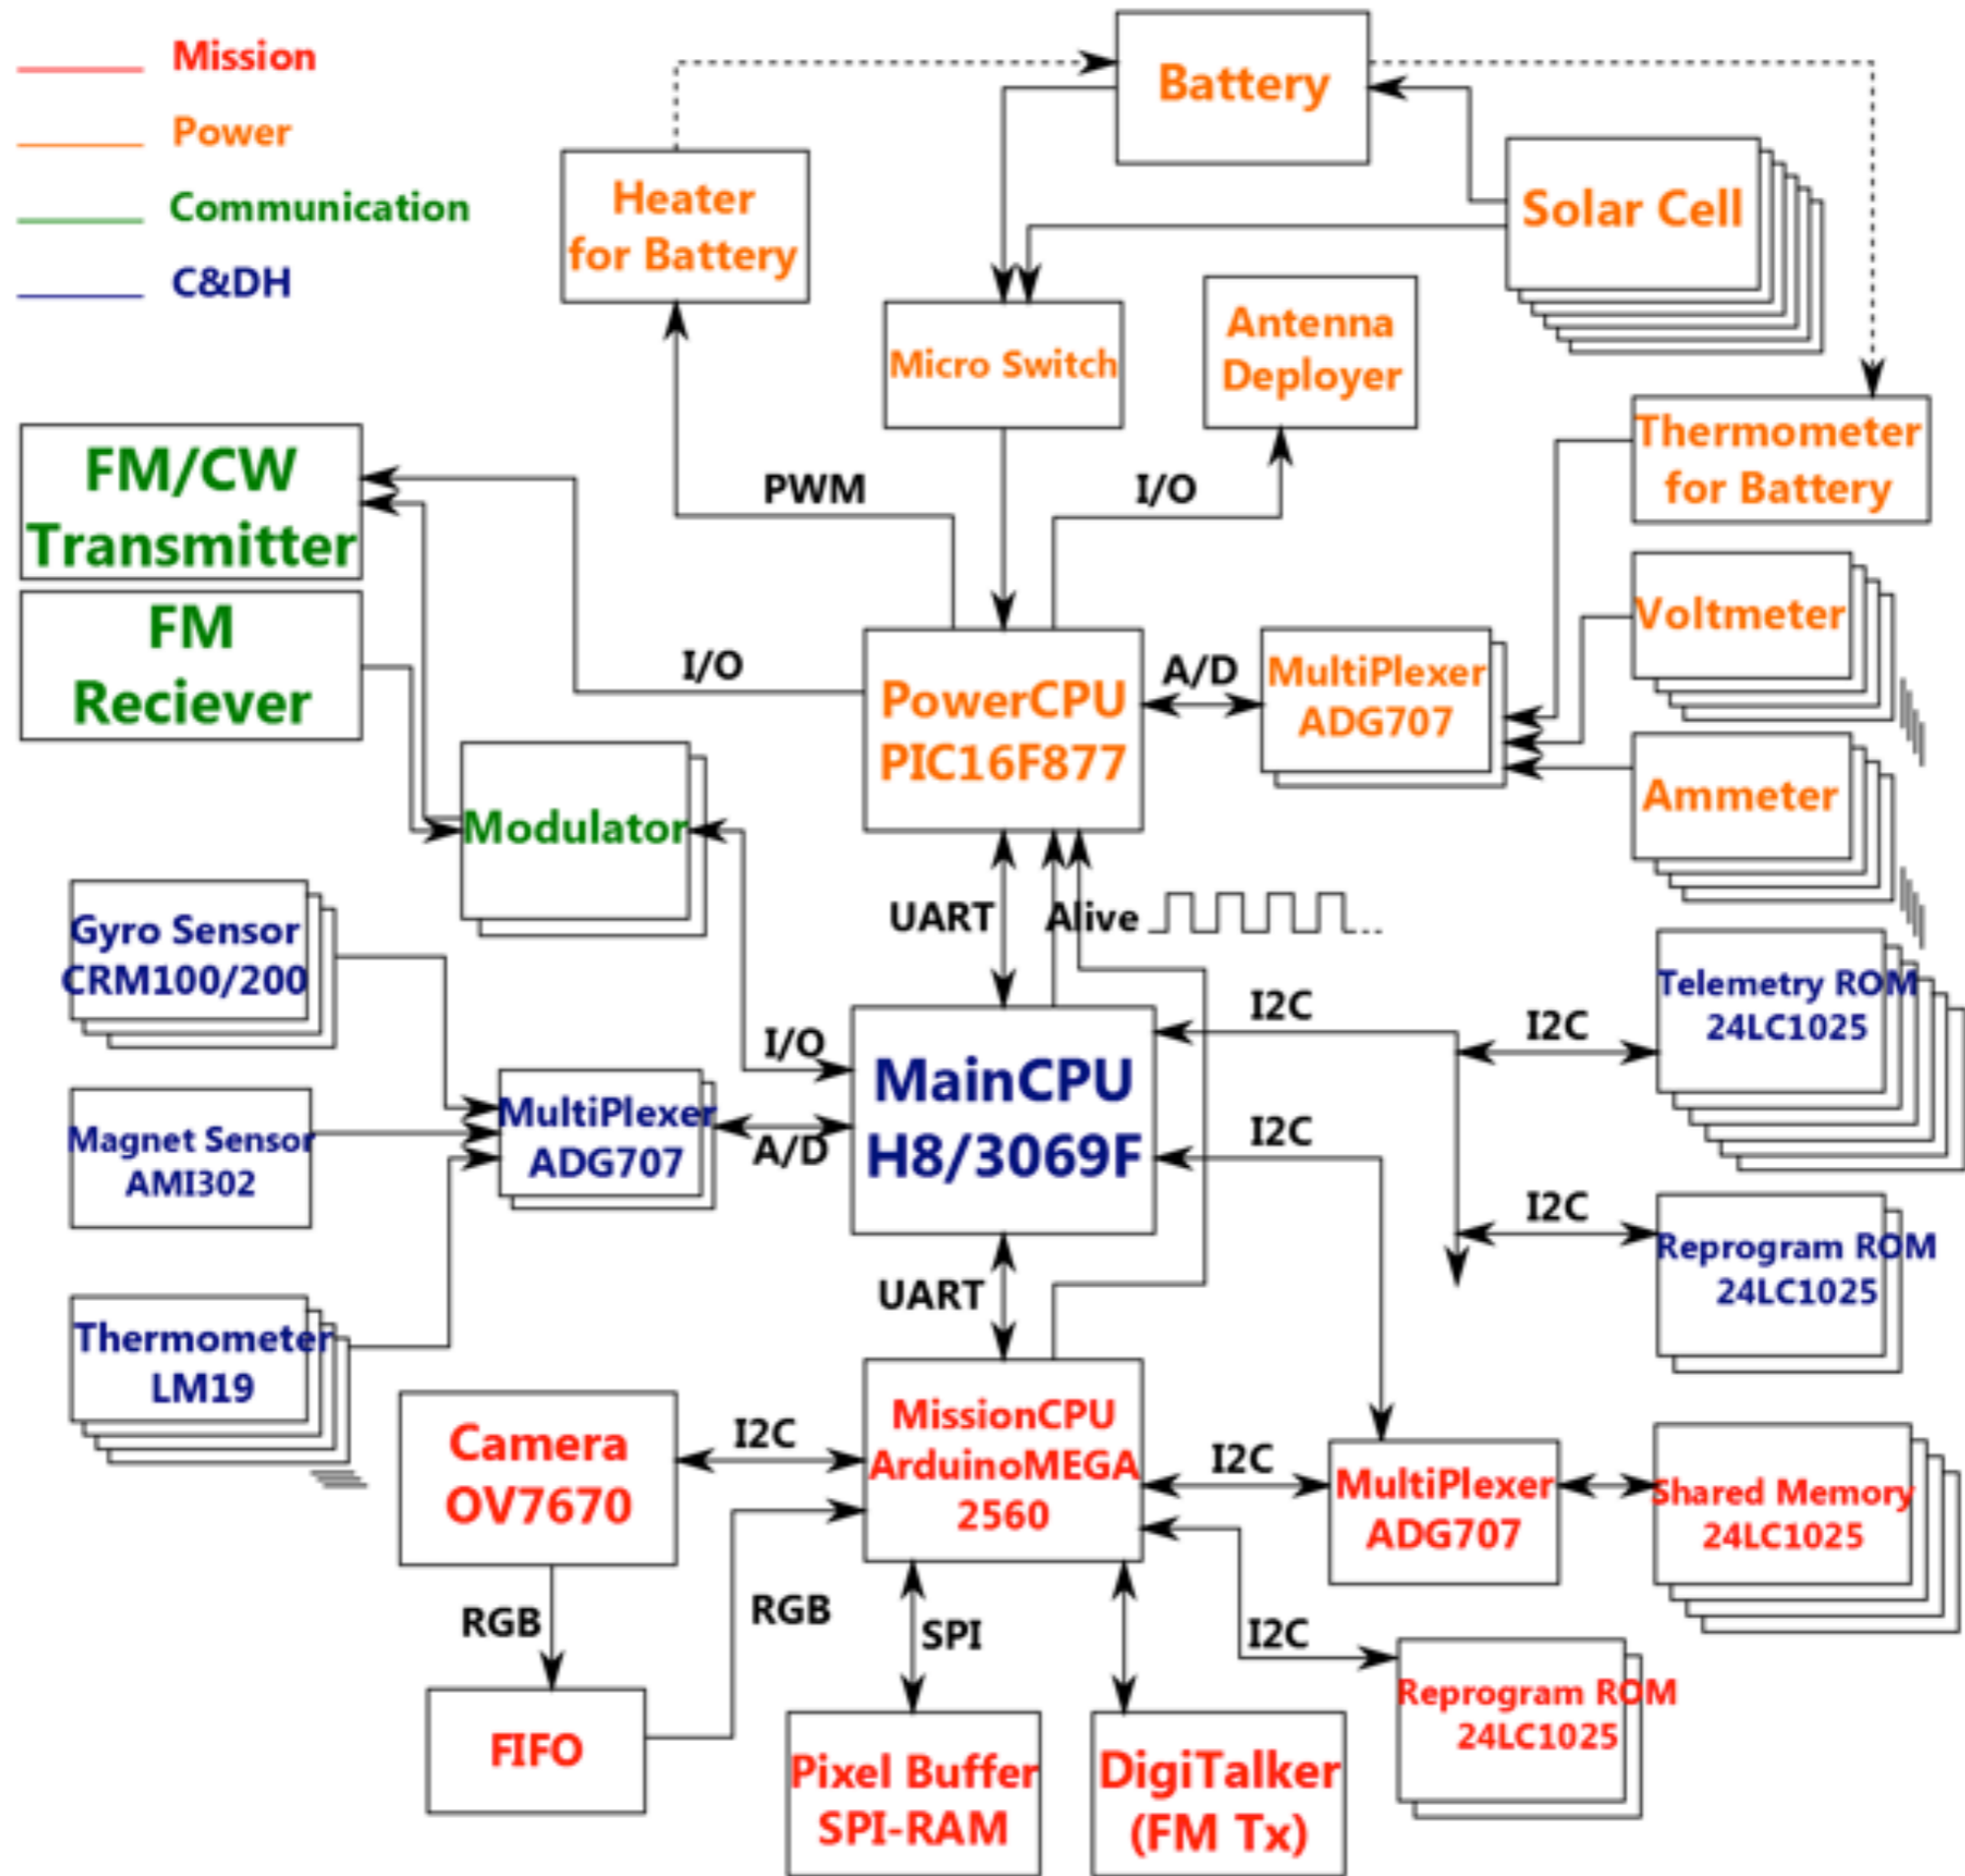 Mission
Power
Communication
C&DH
Battery
Solar Cell
Heater
for Battery
Micro Switch
Antenna
Deployer
Thermometer
for Battery
FM/CW
Transmitter
PWM
I/O
FM
Reciever
Voltmeter
I/O
PowerCPU
PIC16F877
A/D
MultiPlexer
ADG707
Ammeter
Modulator
UART
Alive
Gyro Sensor
CRM100/200
I2C
I2C
Telemetry ROM
24LC1025
I/O
MainCPU
H8/3069F
Magnet Sensor
AMI302
MultiPlexer
ADG707
A/D
I2C
I2C
Reprogram ROM
24LC1025
UART
Thermometer
LM19
Camera
OV7670
I2C
MissionCPU
ArduinoMEGA
2560
I2C
MultiPlexer
ADG707
Shared Memory
24LC1025
RGB
RGB
SPI
I2C
Reprogram ROM
24LC1025
FIFO
Pixel Buffer
SPI-RAM
DigiTalker
(FM Tx)